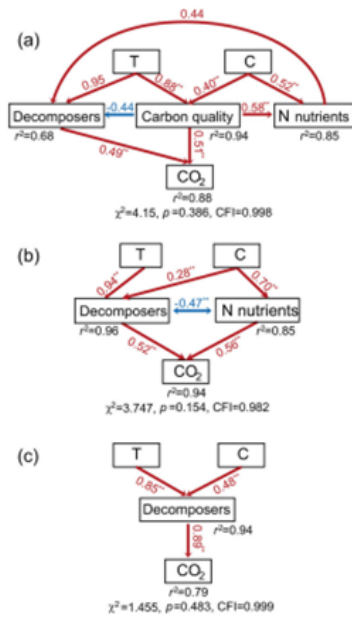 0.44
(a)
T C
0.95 0.88** 0.40** 0.52**
Decomposers -0.44 Carbon quality 0.58** N nutrients
r²=0.68 r²=0.94 r²=0.85
0.49** 0.51**
CO₂
r²=0.88
χ²=4.15, p=0.386, CFI=0.998
(b)
T C
0.94** 0.28** 0.70**
Decomposers -0.47** N nutrients
r²=0.96 r²=0.85
0.52** 0.56**
CO₂
r²=0.94
χ²=3.747, p=0.154, CFI=0.982
(c)
T C
0.85** 0.48**
Decomposers
r²=0.94
0.89**
CO₂
r²=0.79
χ²=1.455, p=0.483, CFI=0.999